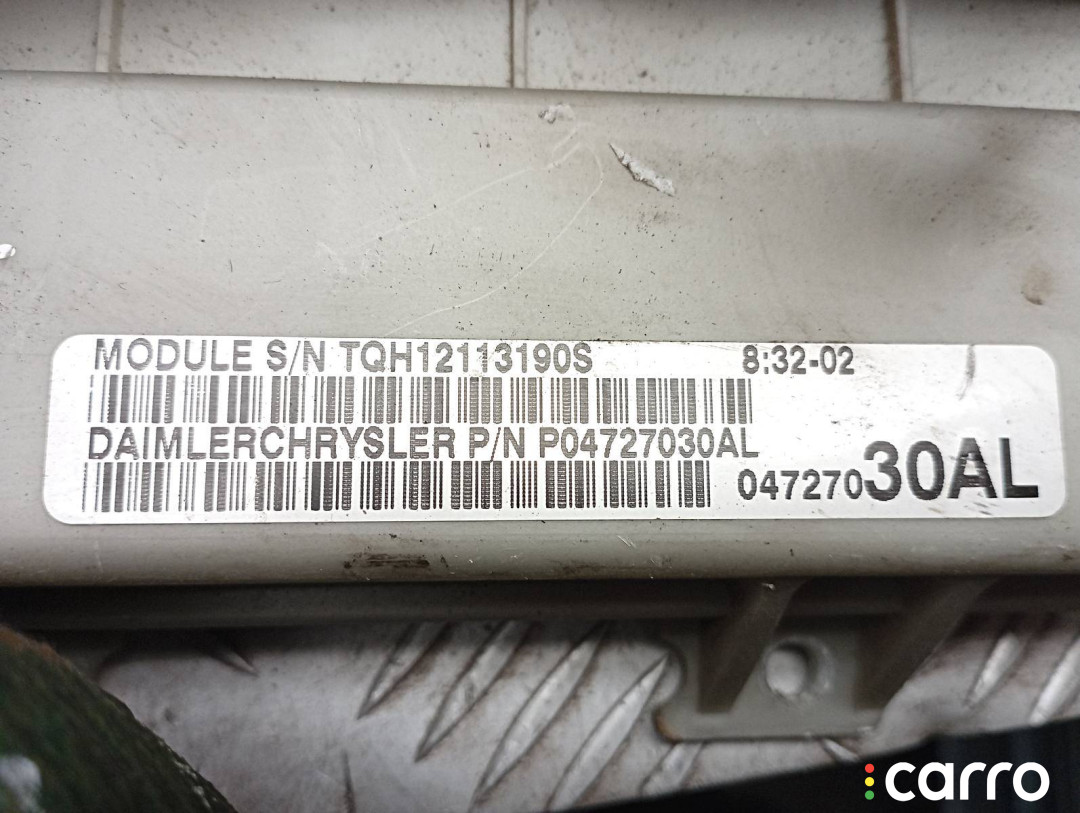 MODULE S/N TQH12113190S 8:32-02
DAIMLERCHRYSLER P/N P04727030AL
04727030AL
carro